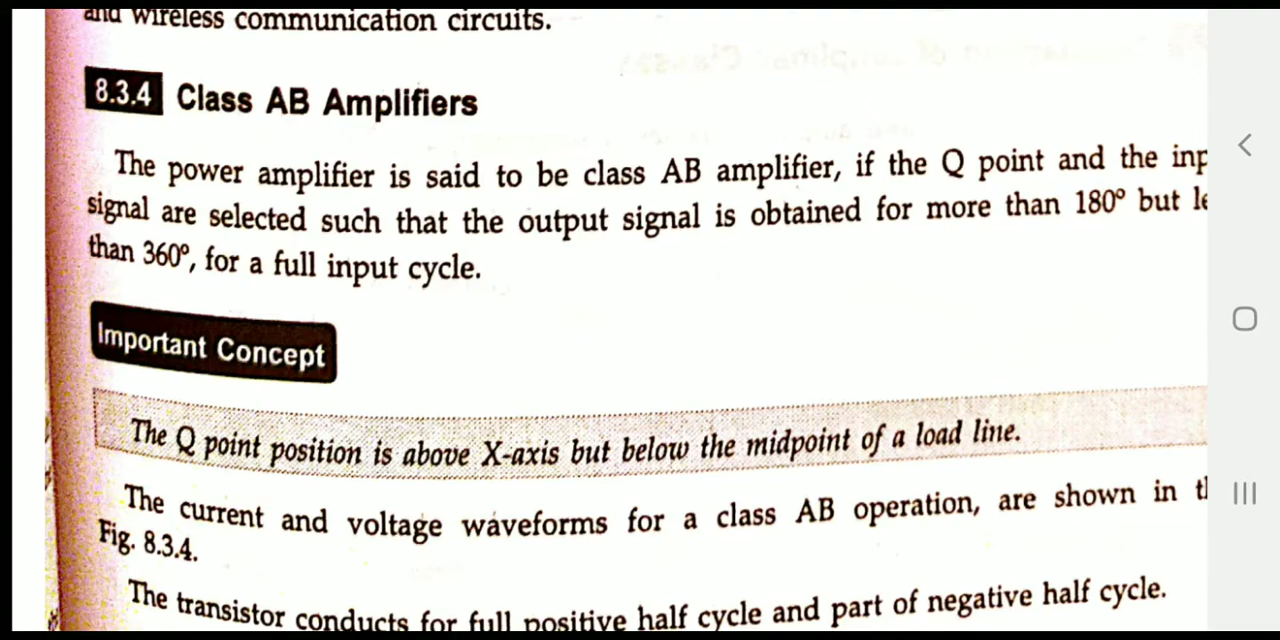 and wireless communication circuits.
8.3.4 Class AB Amplifiers
The power amplifier is said to be class AB amplifier, if the Q point and the inp
signal are selected such that the output signal is obtained for more than 180° but le
than 360°, for a full input cycle.
Important Concept
The Q point position is above X-axis but below the midpoint of a load line.
The current and voltage waveforms for a class AB operation, are shown in t
Fig. 8.3.4.
The transistor conducts for full positive half cycle and part of negative half cycle.